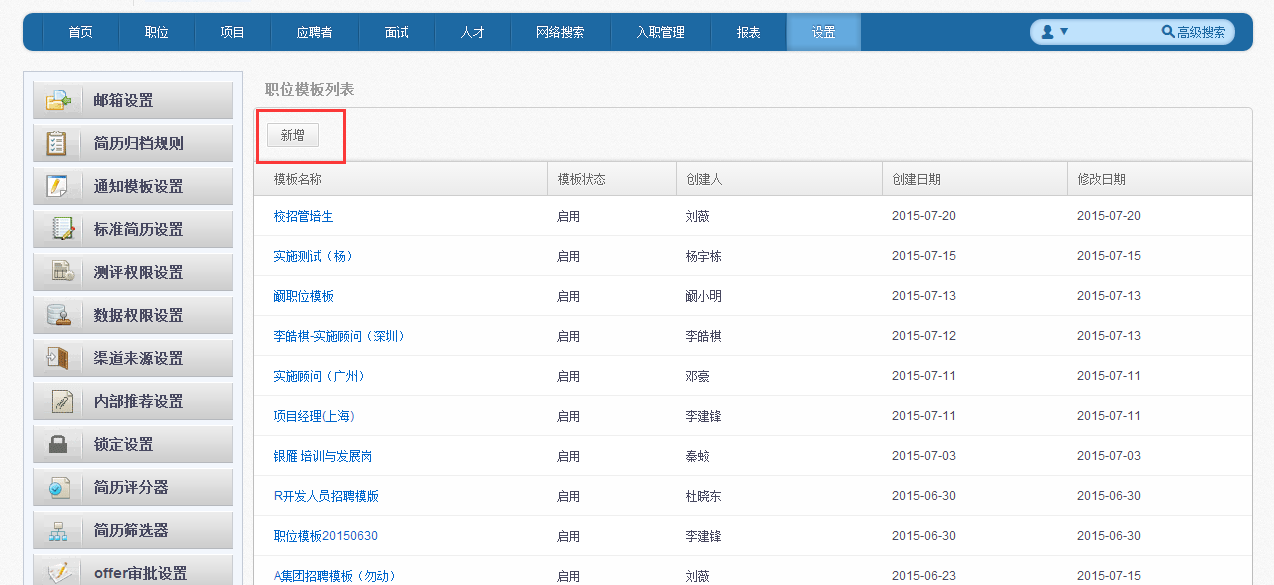 首页 职位 项目 应聘者 面试 人才 网络搜索 入职管理 报表 设置 高级搜索
邮箱设置
简历归档规则
通知模板设置
标准简历设置
测评权限设置
数据权限设置
渠道来源设置
内部推荐设置
锁定设置
简历评分器
简历筛选器
offer审批设置
职位模板列表
新增
模板名称 模板状态 创建人 创建日期 修改日期
校招管培生 启用 刘薇 2015-07-20 2015-07-20
实施测试（杨） 启用 杨宇栋 2015-07-15 2015-07-15
阚职位模板 启用 阚小明 2015-07-13 2015-07-13
李皓棋-实施顾问（深圳） 启用 李皓棋 2015-07-12 2015-07-13
实施顾问（广州） 启用 邓豪 2015-07-11 2015-07-11
项目经理(上海) 启用 李建锋 2015-07-11 2015-07-11
银雁 培训与发展岗 启用 秦 2015-07-03 2015-07-03
R开发人员招聘模版 启用 杜晓东 2015-06-30 2015-06-30
职位模板20150630 启用 李建锋 2015-06-30 2015-06-30
A集团招聘模板（勿动） 启用 刘薇 2015-06-23 2015-07-15